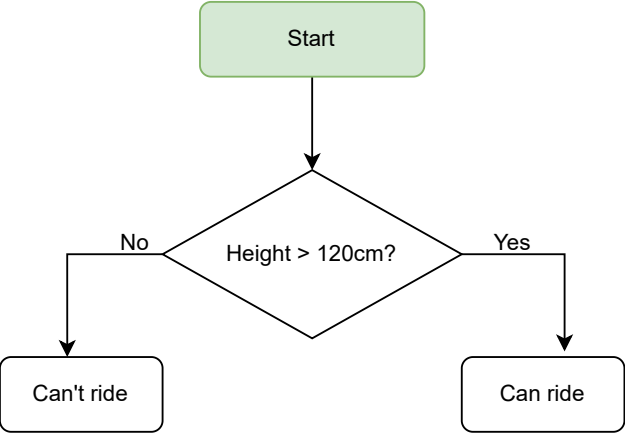 Start
Height > 120cm?
No
Yes
Can't ride
Can ride